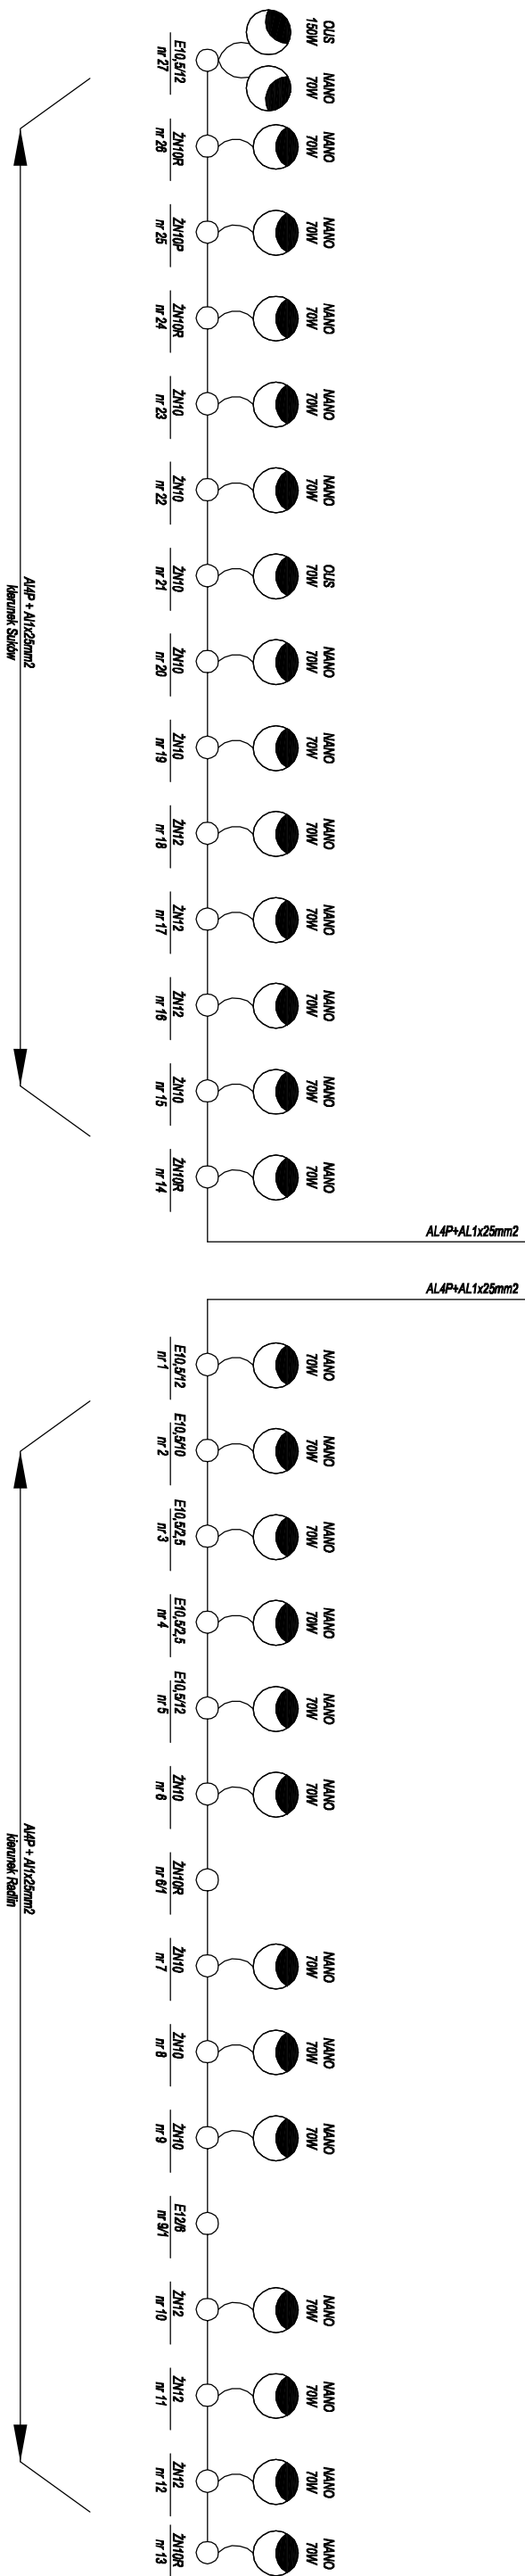 OUS
150W
NANO
70W
E10,5/12
nr 27
NANO
70W
ŻN10R
nr 26
NANO
70W
ŻN10P
nr 25
NANO
70W
ŻN10R
nr 24
NANO
70W
ŻN10
nr 23
NANO
70W
ŻN10
nr 22
OUS
70W
ŻN10
nr 21
NANO
70W
ŻN10
nr 20
NANO
70W
ŻN10
nr 19
NANO
70W
ŻN12
nr 18
NANO
70W
ŻN12
nr 17
NANO
70W
ŻN12
nr 16
NANO
70W
ŻN10
nr 15
NANO
70W
ŻN10R
nr 14
Al4P + Al1x25mm2
kierunek Suków
AL4P+AL1x25mm2
AL4P+AL1x25mm2
NANO
70W
E10,5/12
nr 1
NANO
70W
E10,5/10
nr 2
NANO
70W
E10,5/2,5
nr 3
NANO
70W
E10,5/2,5
nr 4
NANO
70W
E10,5/12
nr 5
NANO
70W
ŻN10
nr 6
ŻN10R
nr 6/1
NANO
70W
ŻN10
nr 7
NANO
70W
ŻN10
nr 8
NANO
70W
ŻN10
nr 9
E12/6
nr 9/1
NANO
70W
ŻN12
nr 10
NANO
70W
ŻN12
nr 11
NANO
70W
ŻN12
nr 12
NANO
70W
ŻN10R
nr 13
Al4P + Al1x25mm2
kierunek Radlin